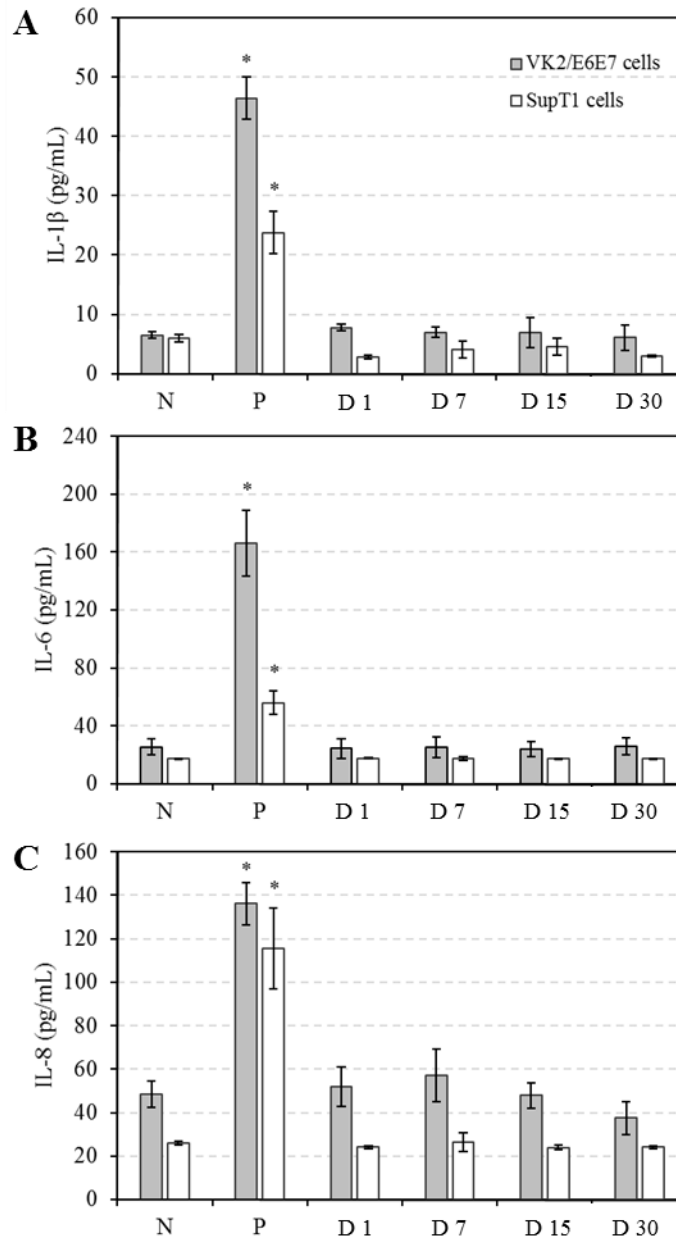 A
60
50
40
30
20
10
0
IL-1β (pg/mL)
VK2/E6E7 cells
SupT1 cells
*
*
N P D 1 D 7 D 15 D 30
B
240
200
160
120
80
40
0
IL-6 (pg/mL)
*
*
N P D 1 D 7 D 15 D 30
C
160
140
120
100
80
60
40
20
0
IL-8 (pg/mL)
* *
N P D 1 D 7 D 15 D 30